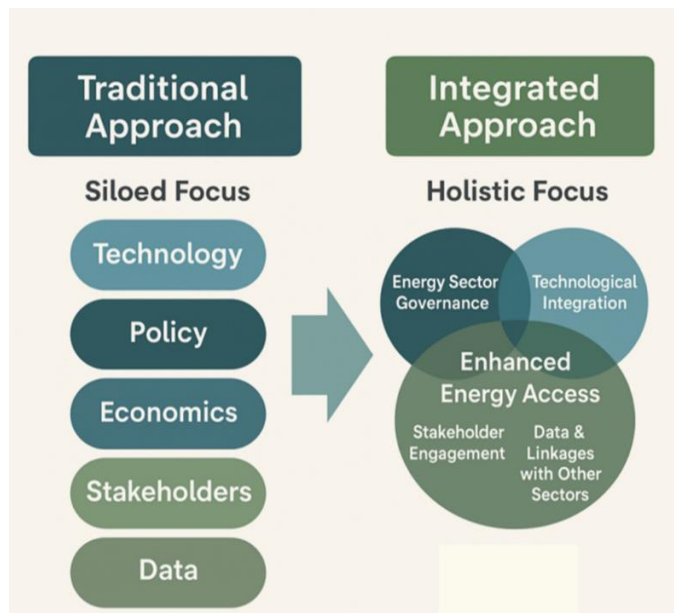 Traditional
Approach
Siloed Focus
Technology
Policy
Economics
Stakeholders
Data
Integrated
Approach
Holistic Focus
Energy Sector
Governance
Technological
Integration
Enhanced
Energy Access
Stakeholder
Engagement
Data &
Linkages
with Other
Sectors